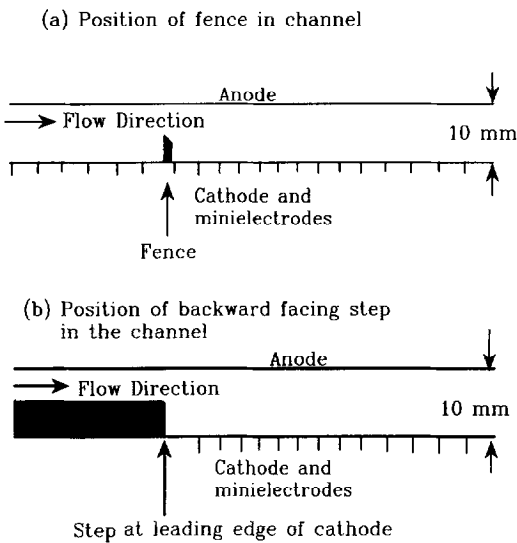 (a) Position of fence in channel
Anode
Flow Direction
10 mm
Cathode and
minielectrodes
Fence
(b) Position of backward facing step
in the channel
Anode
Flow Direction
10 mm
Cathode and
minielectrodes
Step at leading edge of cathode